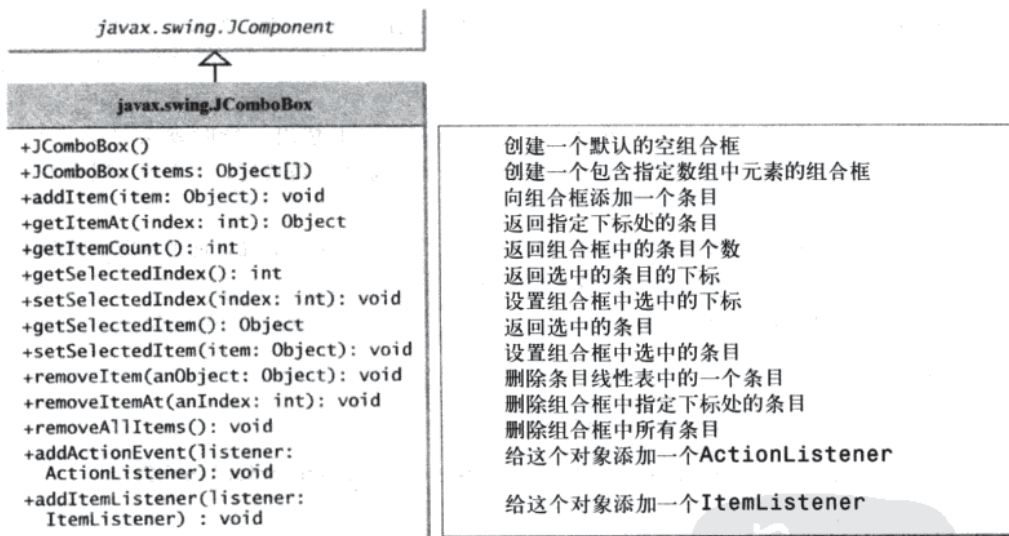 javax.swing.JComponent
javax.swing.JComboBox
+JComboBox()
+JComboBox(items: Object[])
+addItem(item: Object): void
+getItemAt(index: int): Object
+getItemCount(): int
+getSelectedIndex(): int
+setSelectedIndex(index: int): void
+getSelectedItem(): Object
+setSelectedItem(item: Object): void
+removeItem(anObject: Object): void
+removeItemAt(anIndex: int): void
+removeAllItems(): void
+addActionEvent(listener:
ActionListener): void
+addItemListener(listener:
ItemListener) : void
创建一个默认的空组合框
创建一个包含指定数组中元素的组合框
向组合框添加一个条目
返回指定下标处的条目
返回组合框中的条目个数
返回选中的条目的下标
设置组合框中选中的下标
返回选中的条目
设置组合框中选中的条目
删除条目线性表中的一个条目
删除组合框中指定下标处的条目
删除组合框中所有条目
给这个对象添加一个ActionListener
给这个对象添加一个ItemListener